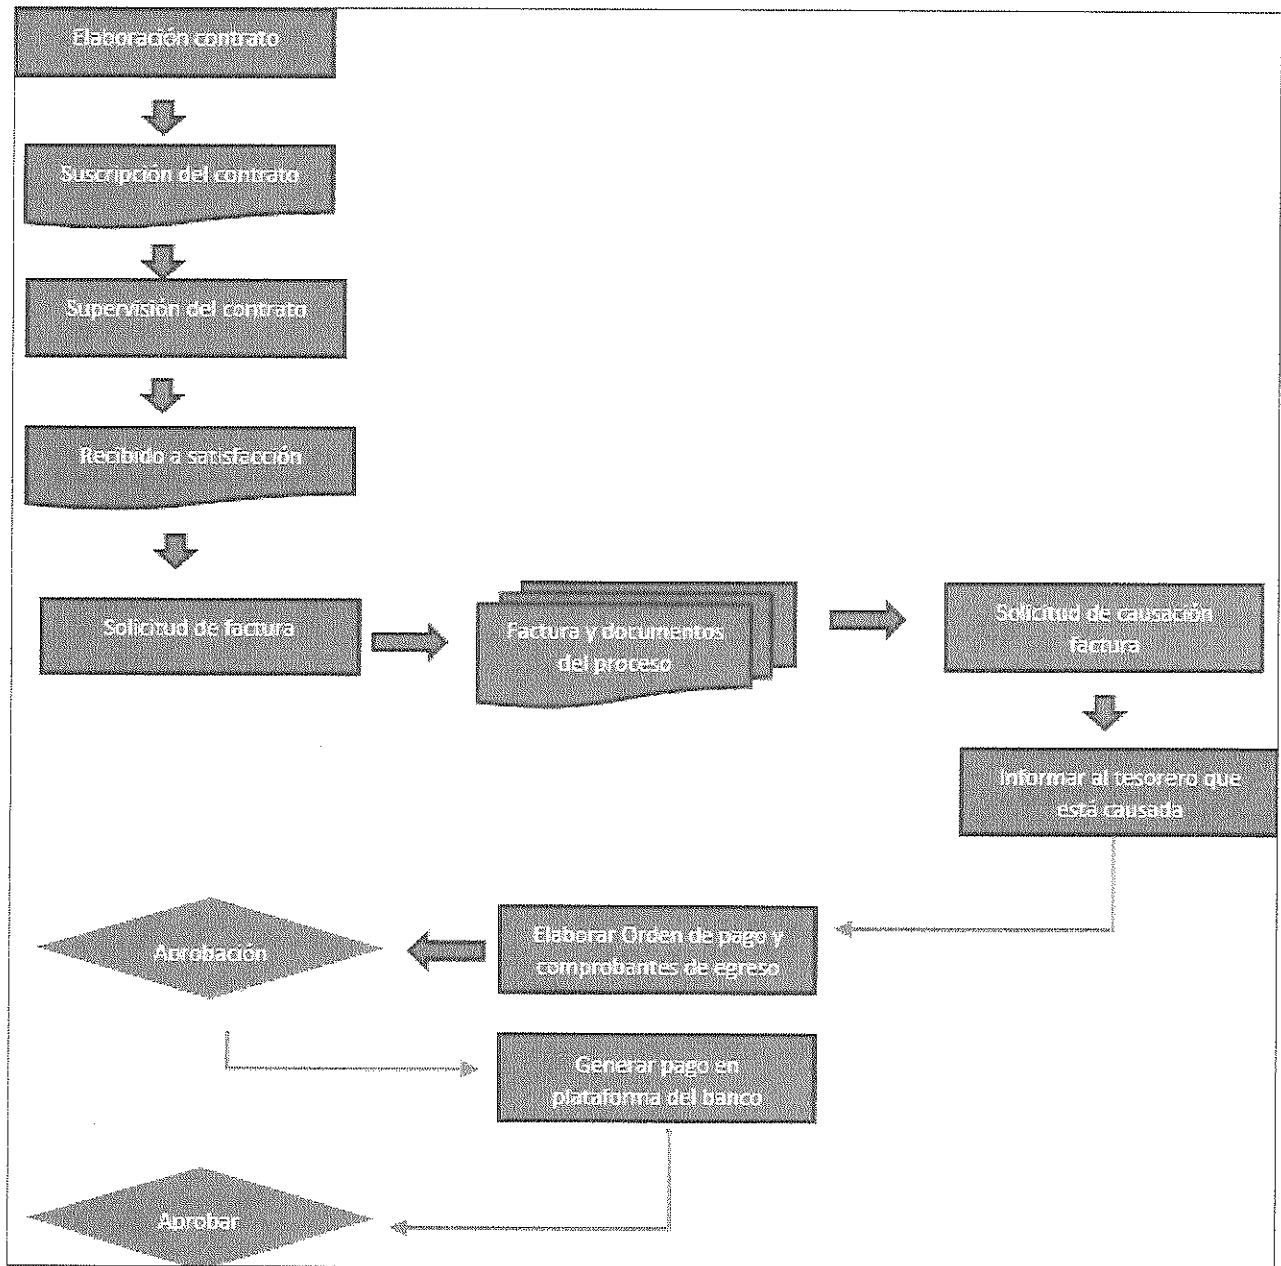 Elaboración contrato
Suscripción del contrato
Supervisión del contrato
Recibido a satisfacción
Solicitud de factura
Factura y documentos
del proceso
Solicitud de causación
factura
Informar al tesorero que
está causada
Elaborar Orden de pago y
comprobantes de egreso
Aprobación
Generar pago en
plataforma del banco
Aprobar